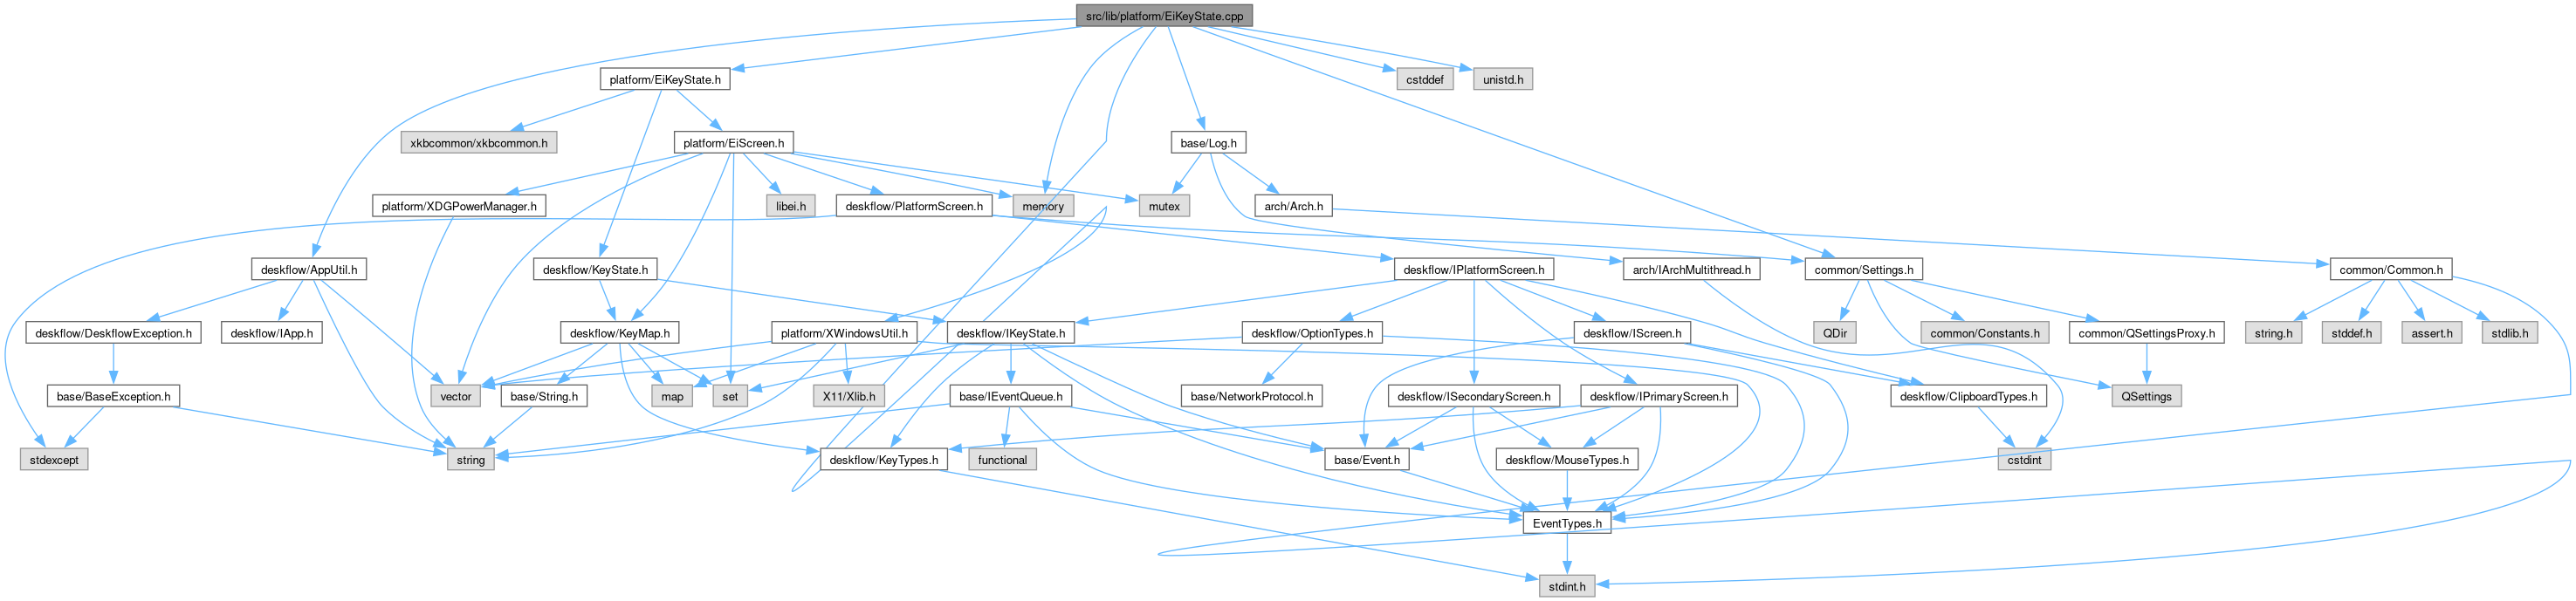 src/lib/platform/EiKeyState.cpp
platform/EiKeyState.h
cstddef
unistd.h
xkbcommon/xkbcommon.h
platform/EiScreen.h
base/Log.h
platform/XDGPowerManager.h
libei.h
deskflow/PlatformScreen.h
memory
mutex
arch/Arch.h
deskflow/AppUtil.h
deskflow/KeyState.h
deskflow/IPlatformScreen.h
arch/IArchMultithread.h
common/Settings.h
common/Common.h
deskflow/DeskflowException.h
deskflow/IApp.h
deskflow/KeyMap.h
platform/XWindowsUtil.h
deskflow/IKeyState.h
deskflow/OptionTypes.h
deskflow/IScreen.h
QDir
common/Constants.h
common/QSettingsProxy.h
string.h
stddef.h
assert.h
stdlib.h
base/BaseException.h
vector
base/String.h
map
set
X11/Xlib.h
base/IEventQueue.h
base/NetworkProtocol.h
deskflow/ISecondaryScreen.h
deskflow/IPrimaryScreen.h
deskflow/ClipboardTypes.h
QSettings
stdexcept
string
deskflow/KeyTypes.h
functional
base/Event.h
deskflow/MouseTypes.h
cstdint
EventTypes.h
stdint.h